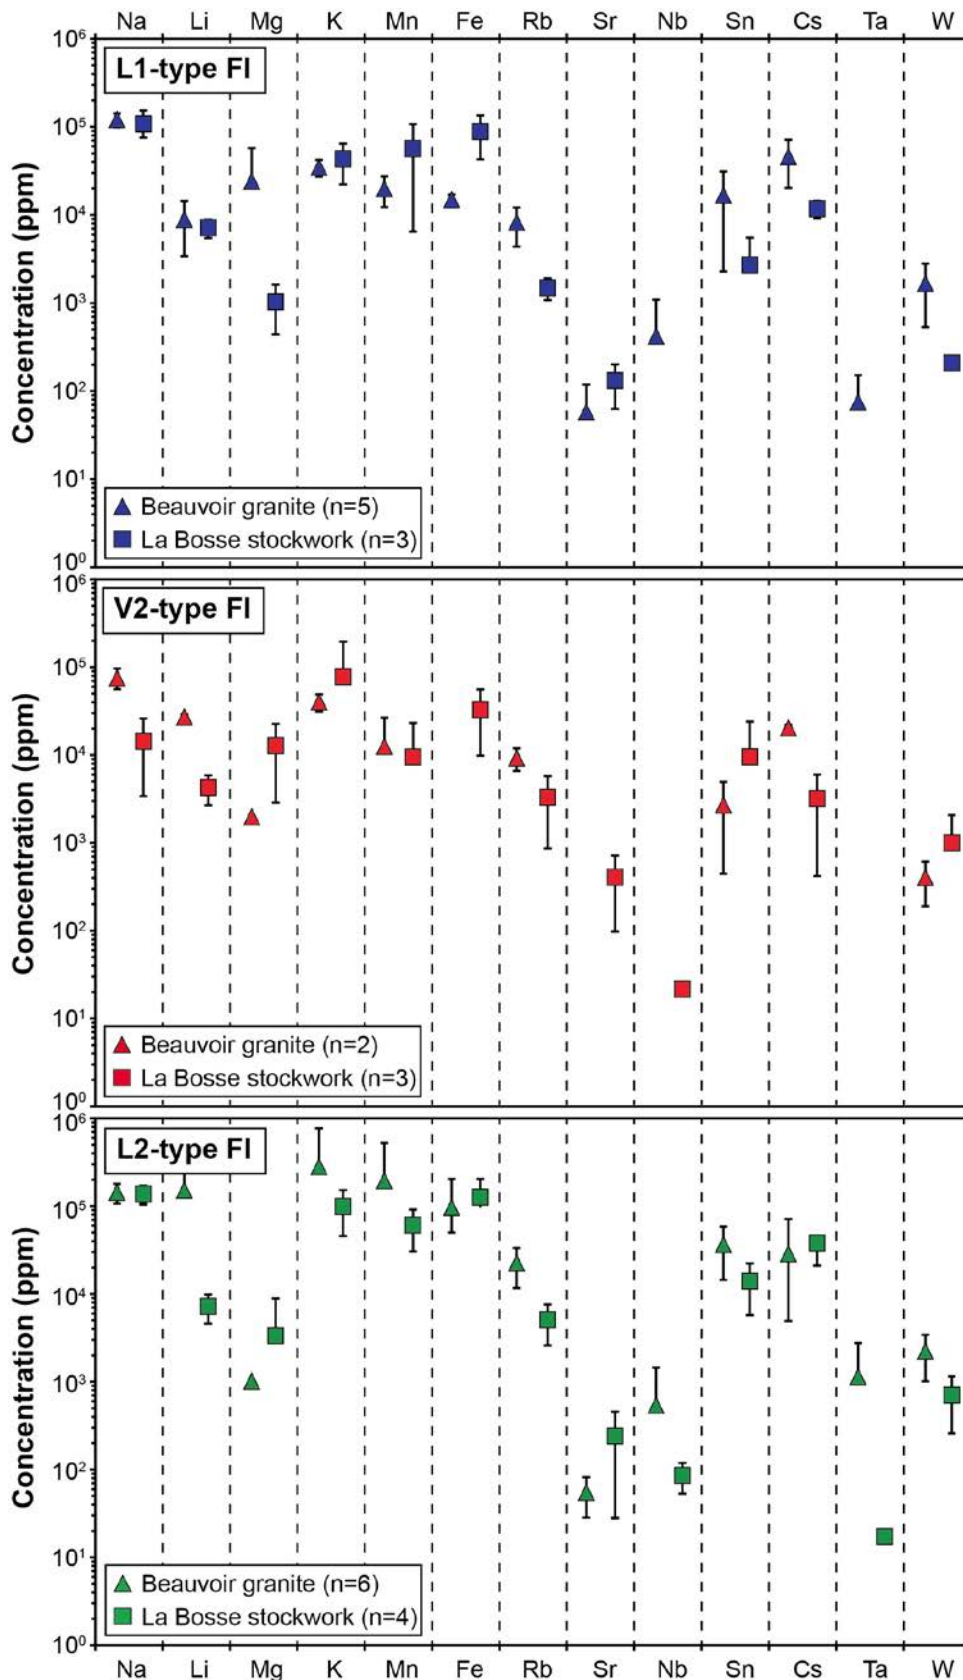 Na Li Mg K Mn Fe Rb Sr Nb Sn Cs Ta W
10⁶
L1-type FI
10⁵
10⁴
10³
10²
10¹
10⁰
Concentration (ppm)
Beauvoir granite (n=5)
La Bosse stockwork (n=3)
10⁶
V2-type FI
10⁵
10⁴
10³
10²
10¹
10⁰
Concentration (ppm)
Beauvoir granite (n=2)
La Bosse stockwork (n=3)
10⁶
L2-type FI
10⁵
10⁴
10³
10²
10¹
10⁰
Concentration (ppm)
Beauvoir granite (n=6)
La Bosse stockwork (n=4)
Na Li Mg K Mn Fe Rb Sr Nb Sn Cs Ta W